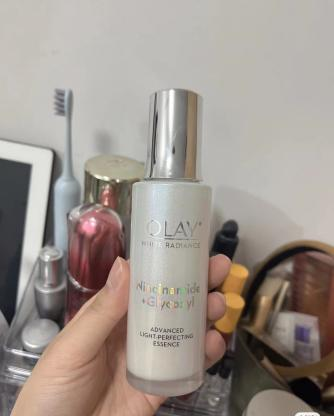 OLAY®
WHITE RADIANCE
Niacinamide
+Glycosyl
ADVANCED
LIGHT-PERFECTING
ESSENCE